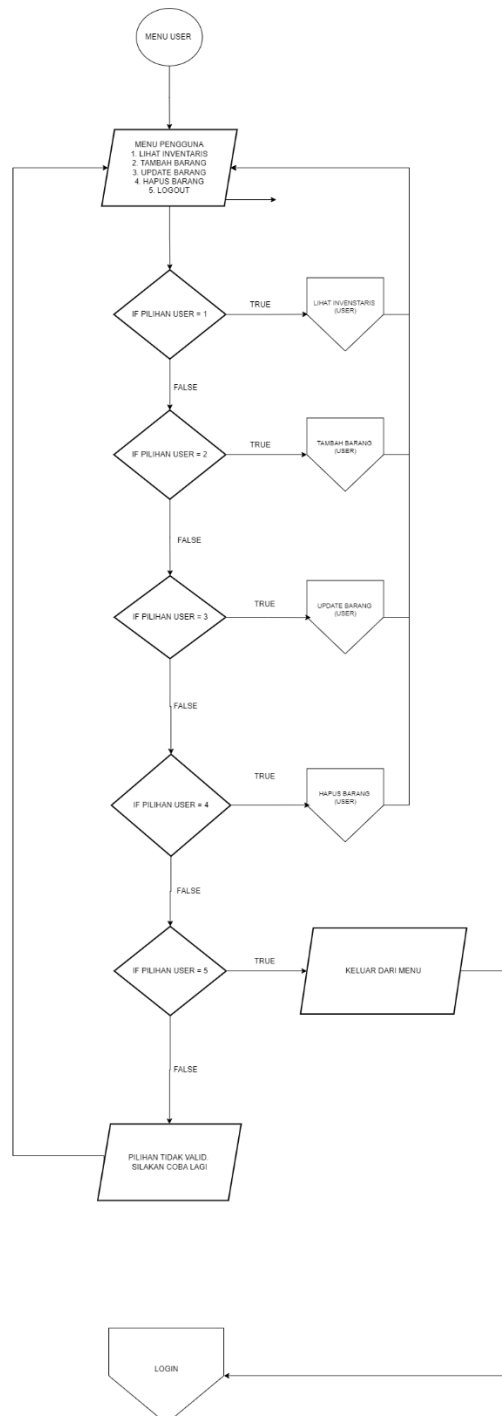 MENU USER
MENU PENGGUNA
1. LIHAT INVENTARIS
2. TAMBAH BARANG
3. UPDATE BARANG
4. HAPUS BARANG
5. LOGOUT
IF PILIHAN USER = 1
TRUE
LIHAT INVENSTARIS
(USER)
FALSE
IF PILIHAN USER = 2
TRUE
TAMBAH BARANG
(USER)
FALSE
IF PILIHAN USER = 3
TRUE
UPDATE BARANG
(USER)
FALSE
IF PILIHAN USER = 4
TRUE
HAPUS BARANG
(USER)
FALSE
IF PILIHAN USER = 5
TRUE
KELUAR DARI MENU
FALSE
PILIHAN TIDAK VALID.
SILAKAN COBA LAGI
LOGIN